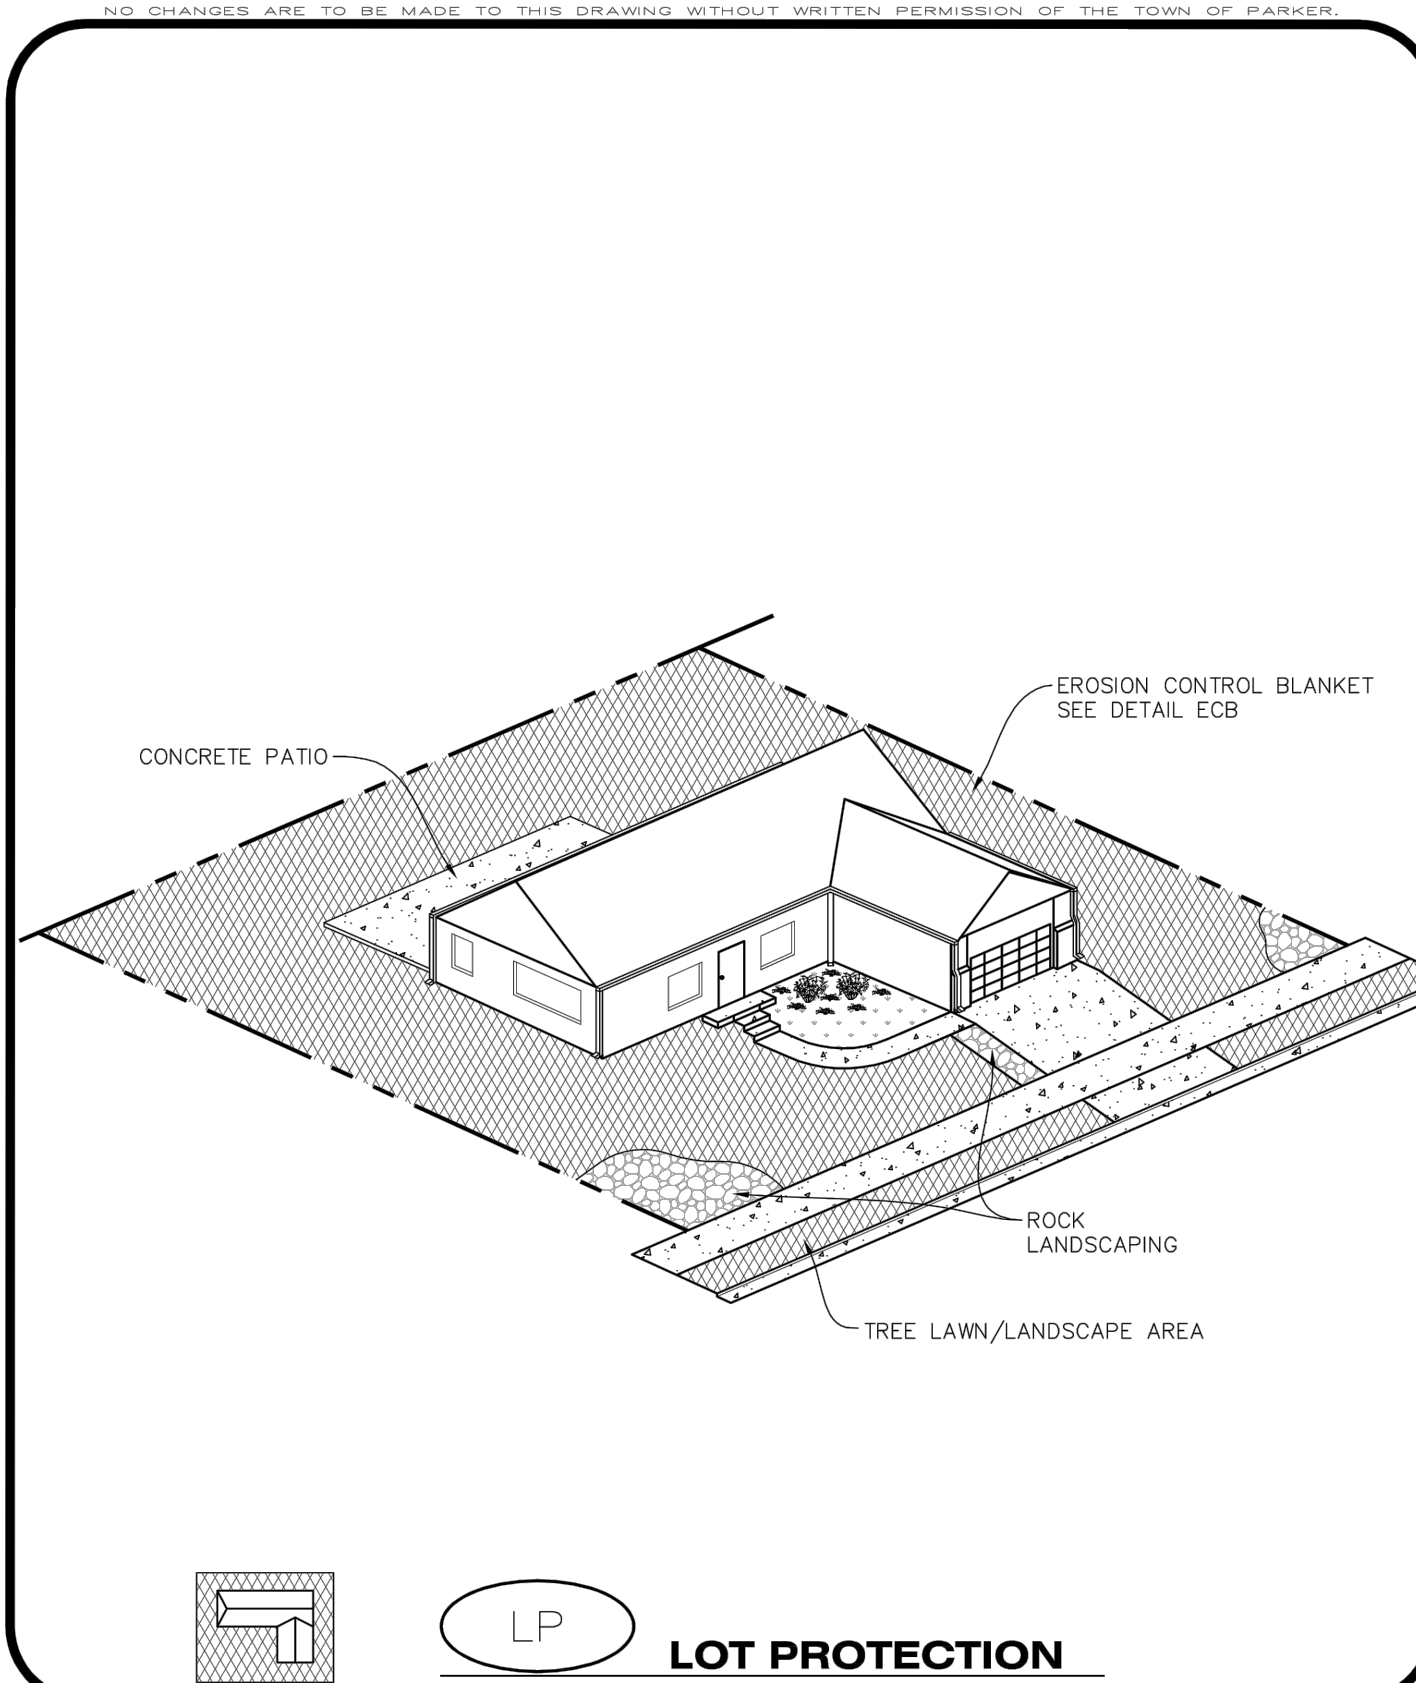 NO CHANGES ARE TO BE MADE TO THIS DRAWING WITHOUT WRITTEN PERMISSION OF THE TOWN OF PARKER.
EROSION CONTROL BLANKET
SEE DETAIL ECB
CONCRETE PATIO
ROCK
LANDSCAPING
TREE LAWN/LANDSCAPE AREA
LP
LOT PROTECTION